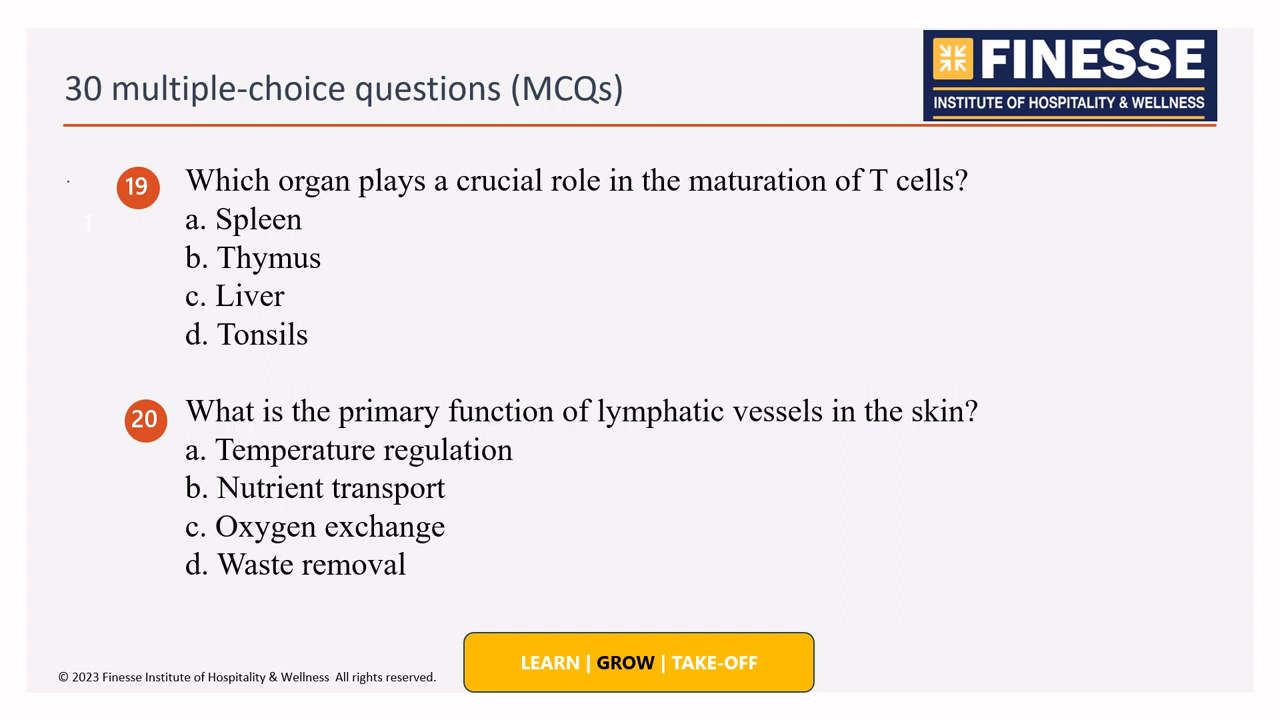 30 multiple-choice questions (MCQs)
FINESSE
INSTITUTE OF HOSPITALITY & WELLNESS
19 Which organ plays a crucial role in the maturation of T cells?
1
a. Spleen
b. Thymus
c. Liver
d. Tonsils
20 What is the primary function of lymphatic vessels in the skin?
a. Temperature regulation
b. Nutrient transport
c. Oxygen exchange
d. Waste removal
LEARN | GROW | TAKE-OFF
© 2023 Finesse Institute of Hospitality & Wellness All rights reserved.